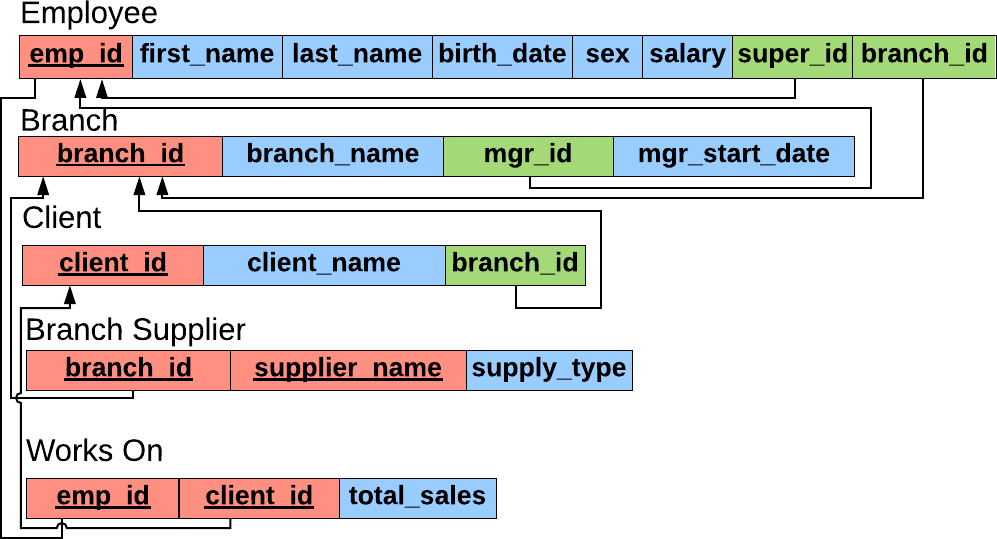 Employee
emp_id first_name last_name birth_date sex salary super_id branch_id
Branch
branch_id branch_name mgr_id mgr_start_date
Client
client_id client_name branch_id
Branch Supplier
branch_id supplier_name supply_type
Works On
emp_id client_id total_sales